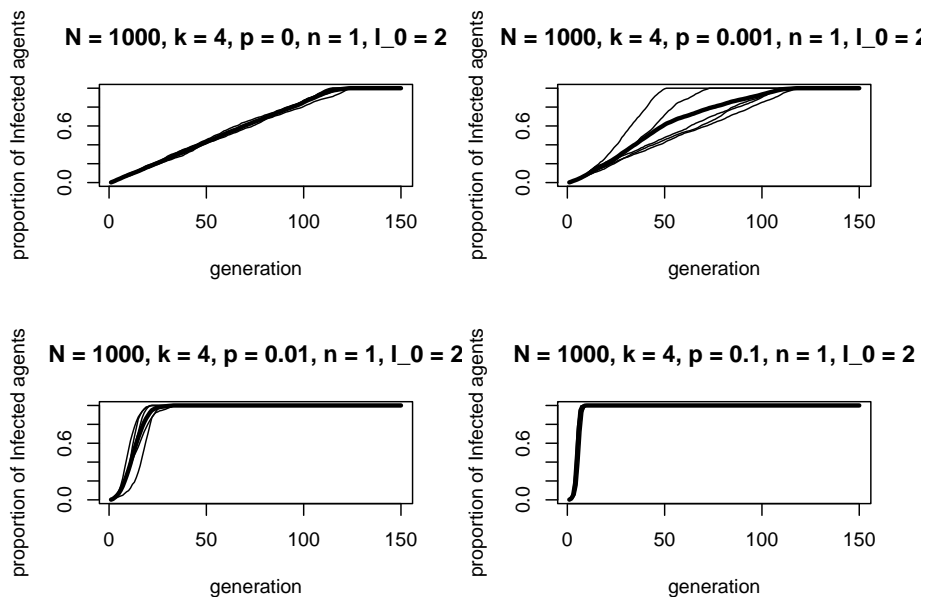 N = 1000, k = 4, p = 0, n = 1, I_0 = 2
proportion of Infected agents
0.0 0.6
0 50 100 150
generation
N = 1000, k = 4, p = 0.001, n = 1, I_0 = 2
proportion of Infected agents
0.0 0.6
0 50 100 150
generation
N = 1000, k = 4, p = 0.01, n = 1, I_0 = 2
proportion of Infected agents
0.0 0.6
0 50 100 150
generation
N = 1000, k = 4, p = 0.1, n = 1, I_0 = 2
proportion of Infected agents
0.0 0.6
0 50 100 150
generation